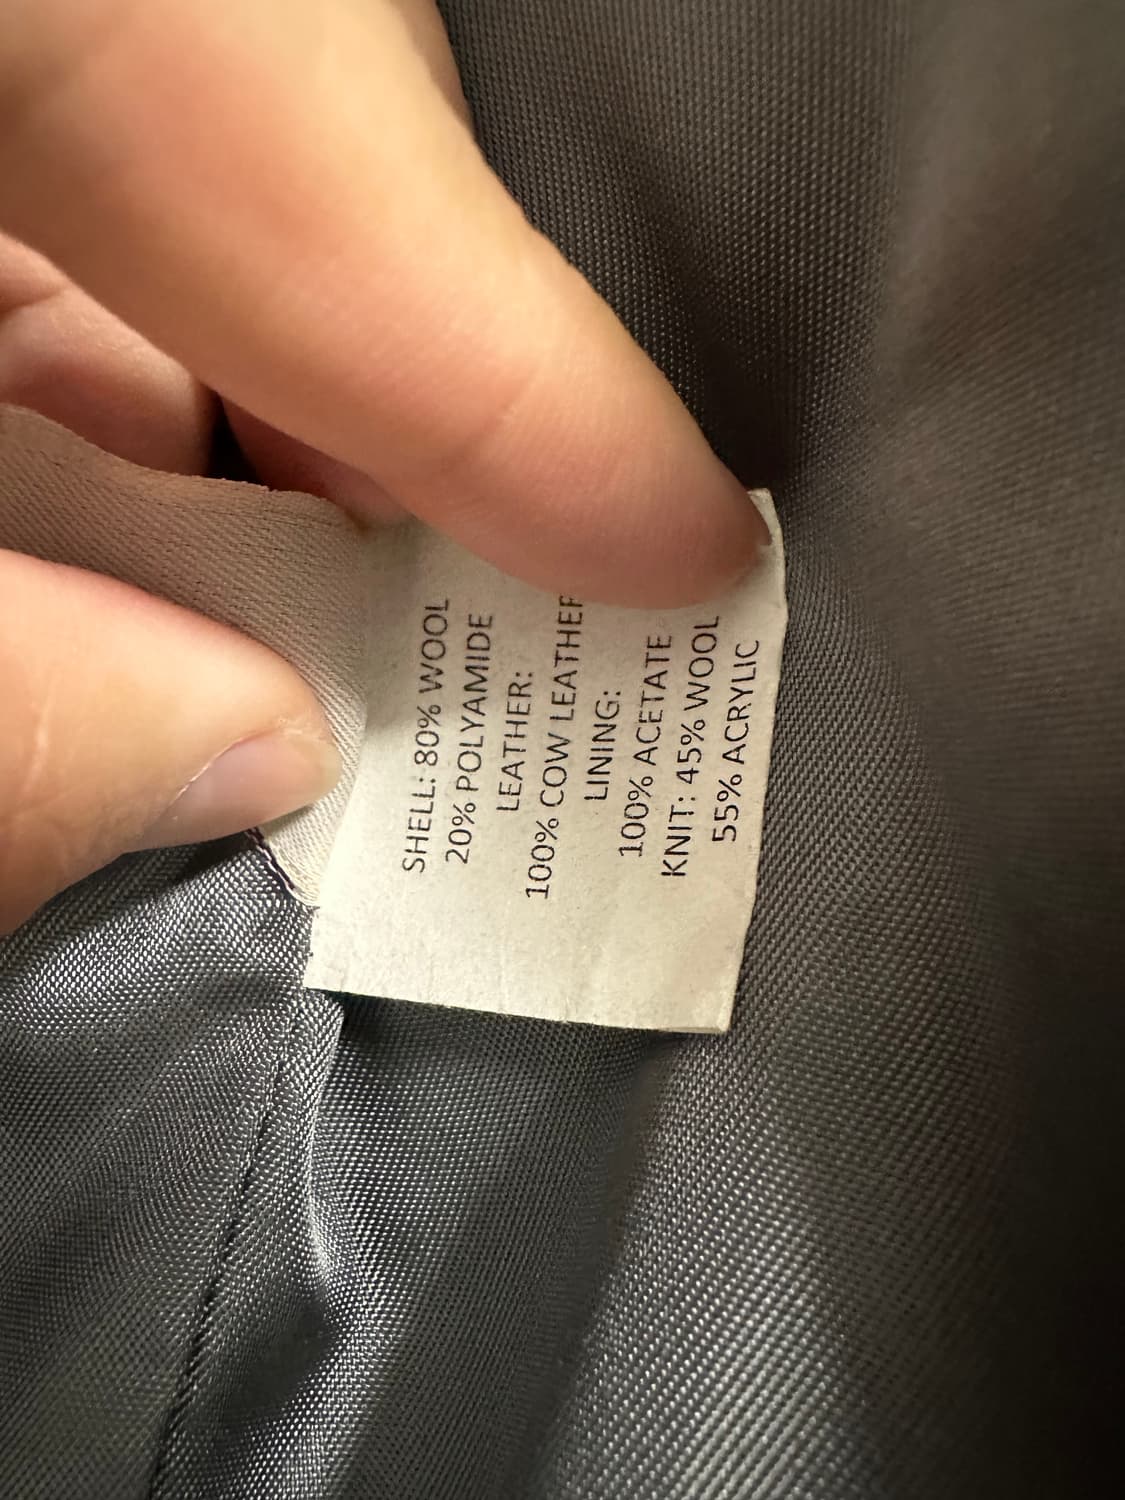 SHELL: 80% WOOL
20% POLYAMIDE
LEATHER:
100% COW LEATHER
LINING:
100% ACETATE
KNIT: 45% WOOL
55% ACRYLIC